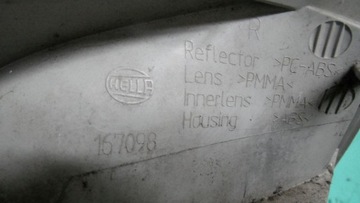 R
Reflector >PC-ABS<
Lens >PMMA<
Innerlens >PMMA<
Housing >ABS<
HELLA
167098